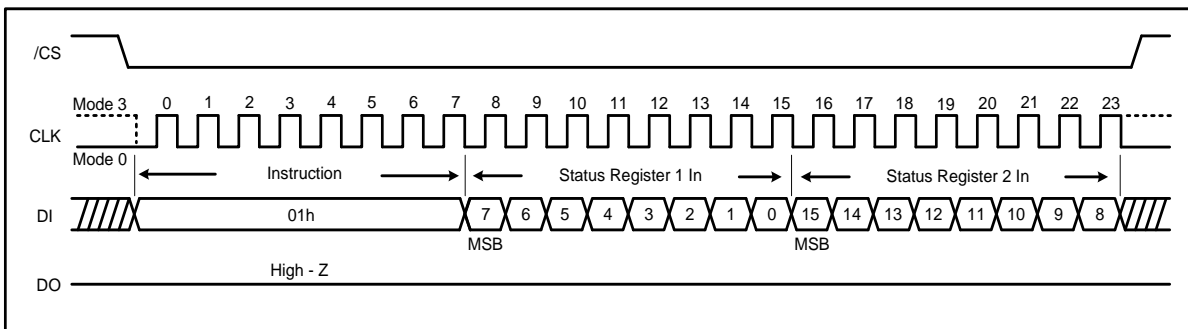 /CS
Mode 3 0 1 2 3 4 5 6 7 8 9 10 11 12 13 14 15 16 17 18 19 20 21 22 23
CLK
Mode 0
Instruction Status Register 1 In Status Register 2 In
DI 01h 7 6 5 4 3 2 1 0 15 14 13 12 11 10 9 8
MSB MSB
High - Z
DO